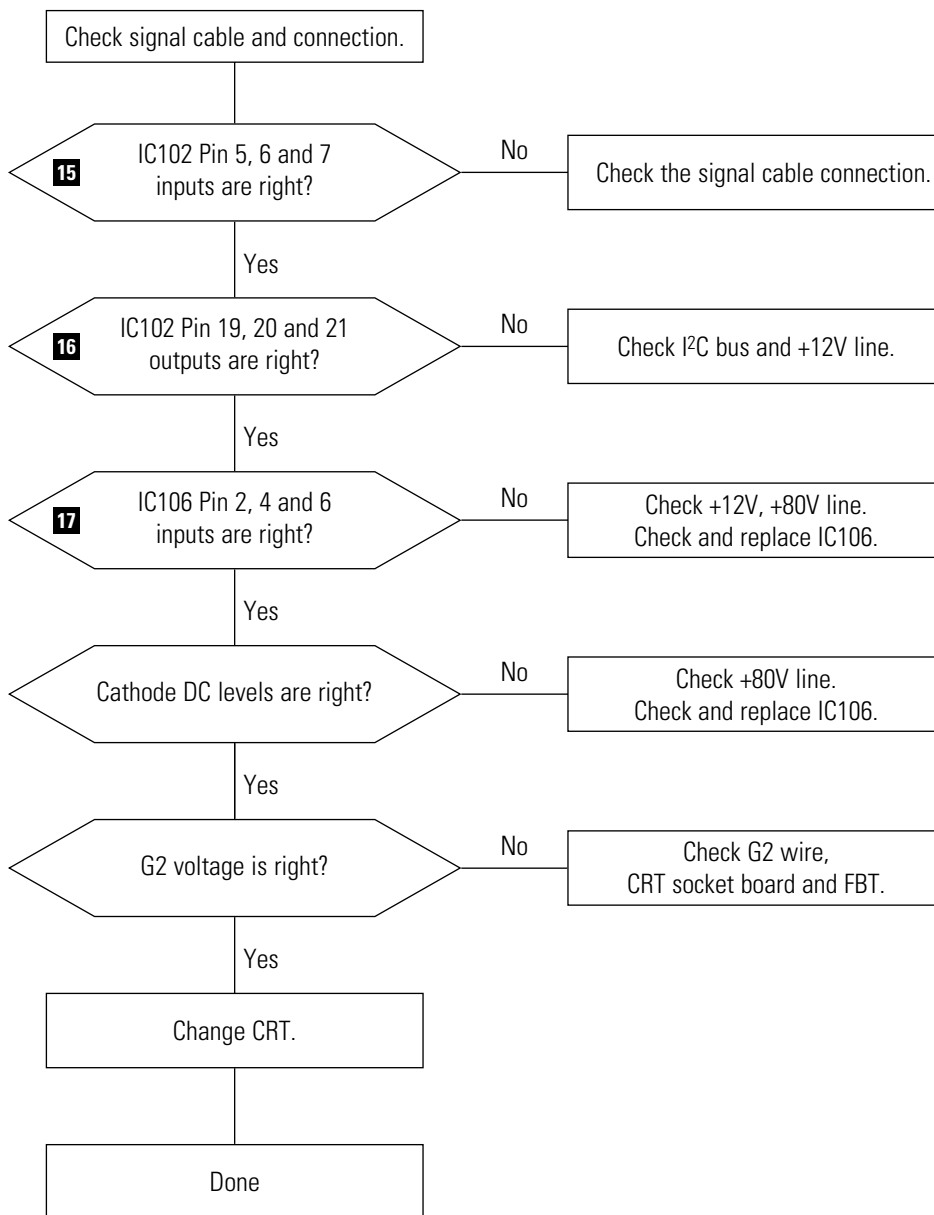 Check signal cable and connection.
15
IC102 Pin 5, 6 and 7
inputs are right?
No
Check the signal cable connection.
Yes
16
IC102 Pin 19, 20 and 21
outputs are right?
No
Check I²C bus and +12V line.
Yes
17
IC106 Pin 2, 4 and 6
inputs are right?
No
Check +12V, +80V line.
Check and replace IC106.
Yes
Cathode DC levels are right?
No
Check +80V line.
Check and replace IC106.
Yes
G2 voltage is right?
No
Check G2 wire,
CRT socket board and FBT.
Yes
Change CRT.
Done